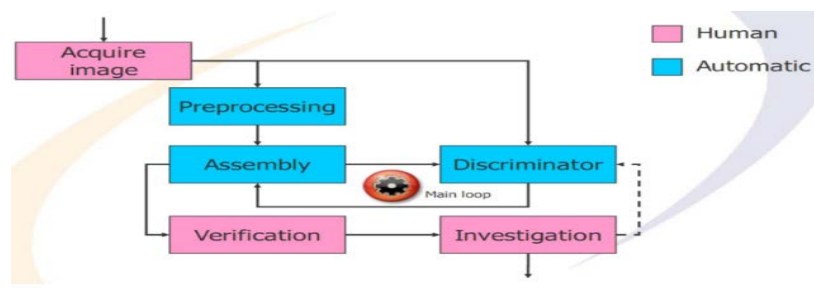 Acquire
image
Human
Automatic
Preprocessing
Assembly
Discriminator
Main loop
Verification
Investigation